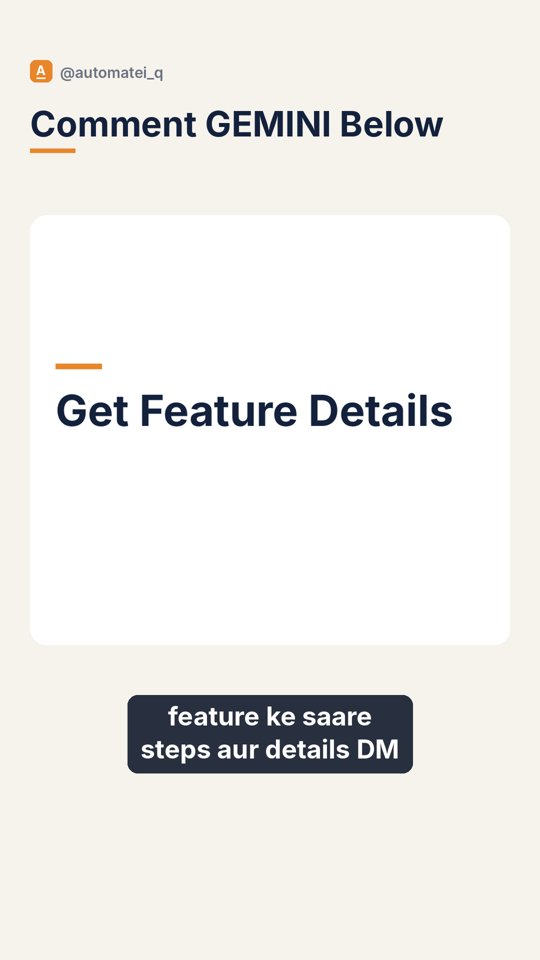 A
@automatei_q
Comment GEMINI Below
Get Feature Details
feature ke saare
steps aur details DM